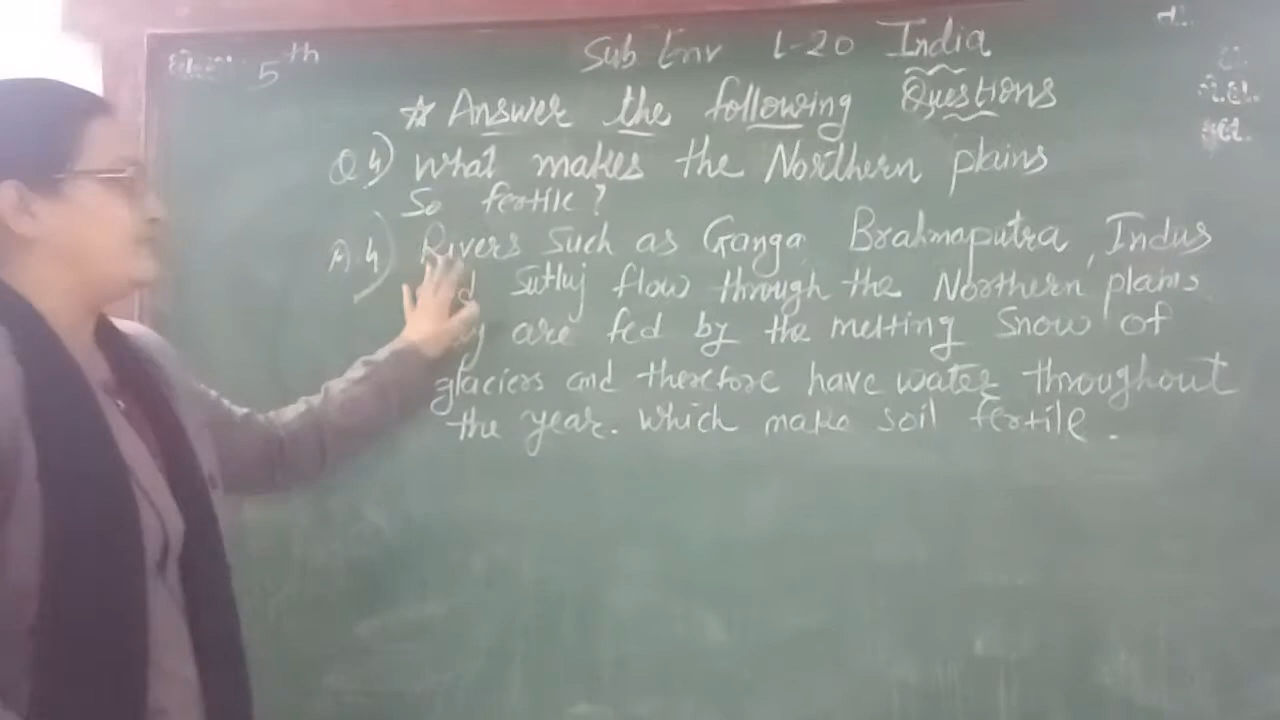 5th
Sub Env L-20 India
☆ Answer the following Questions
Q 4) What makes the Northern plains
So fertile?
A.4) Rivers such as Ganga, Brahmaputra, Indus
Sutluj flow through the Northern plains
are fed by the melting Snow of
glaciers and therefore have water throughout
the year. Which make soil fertile.